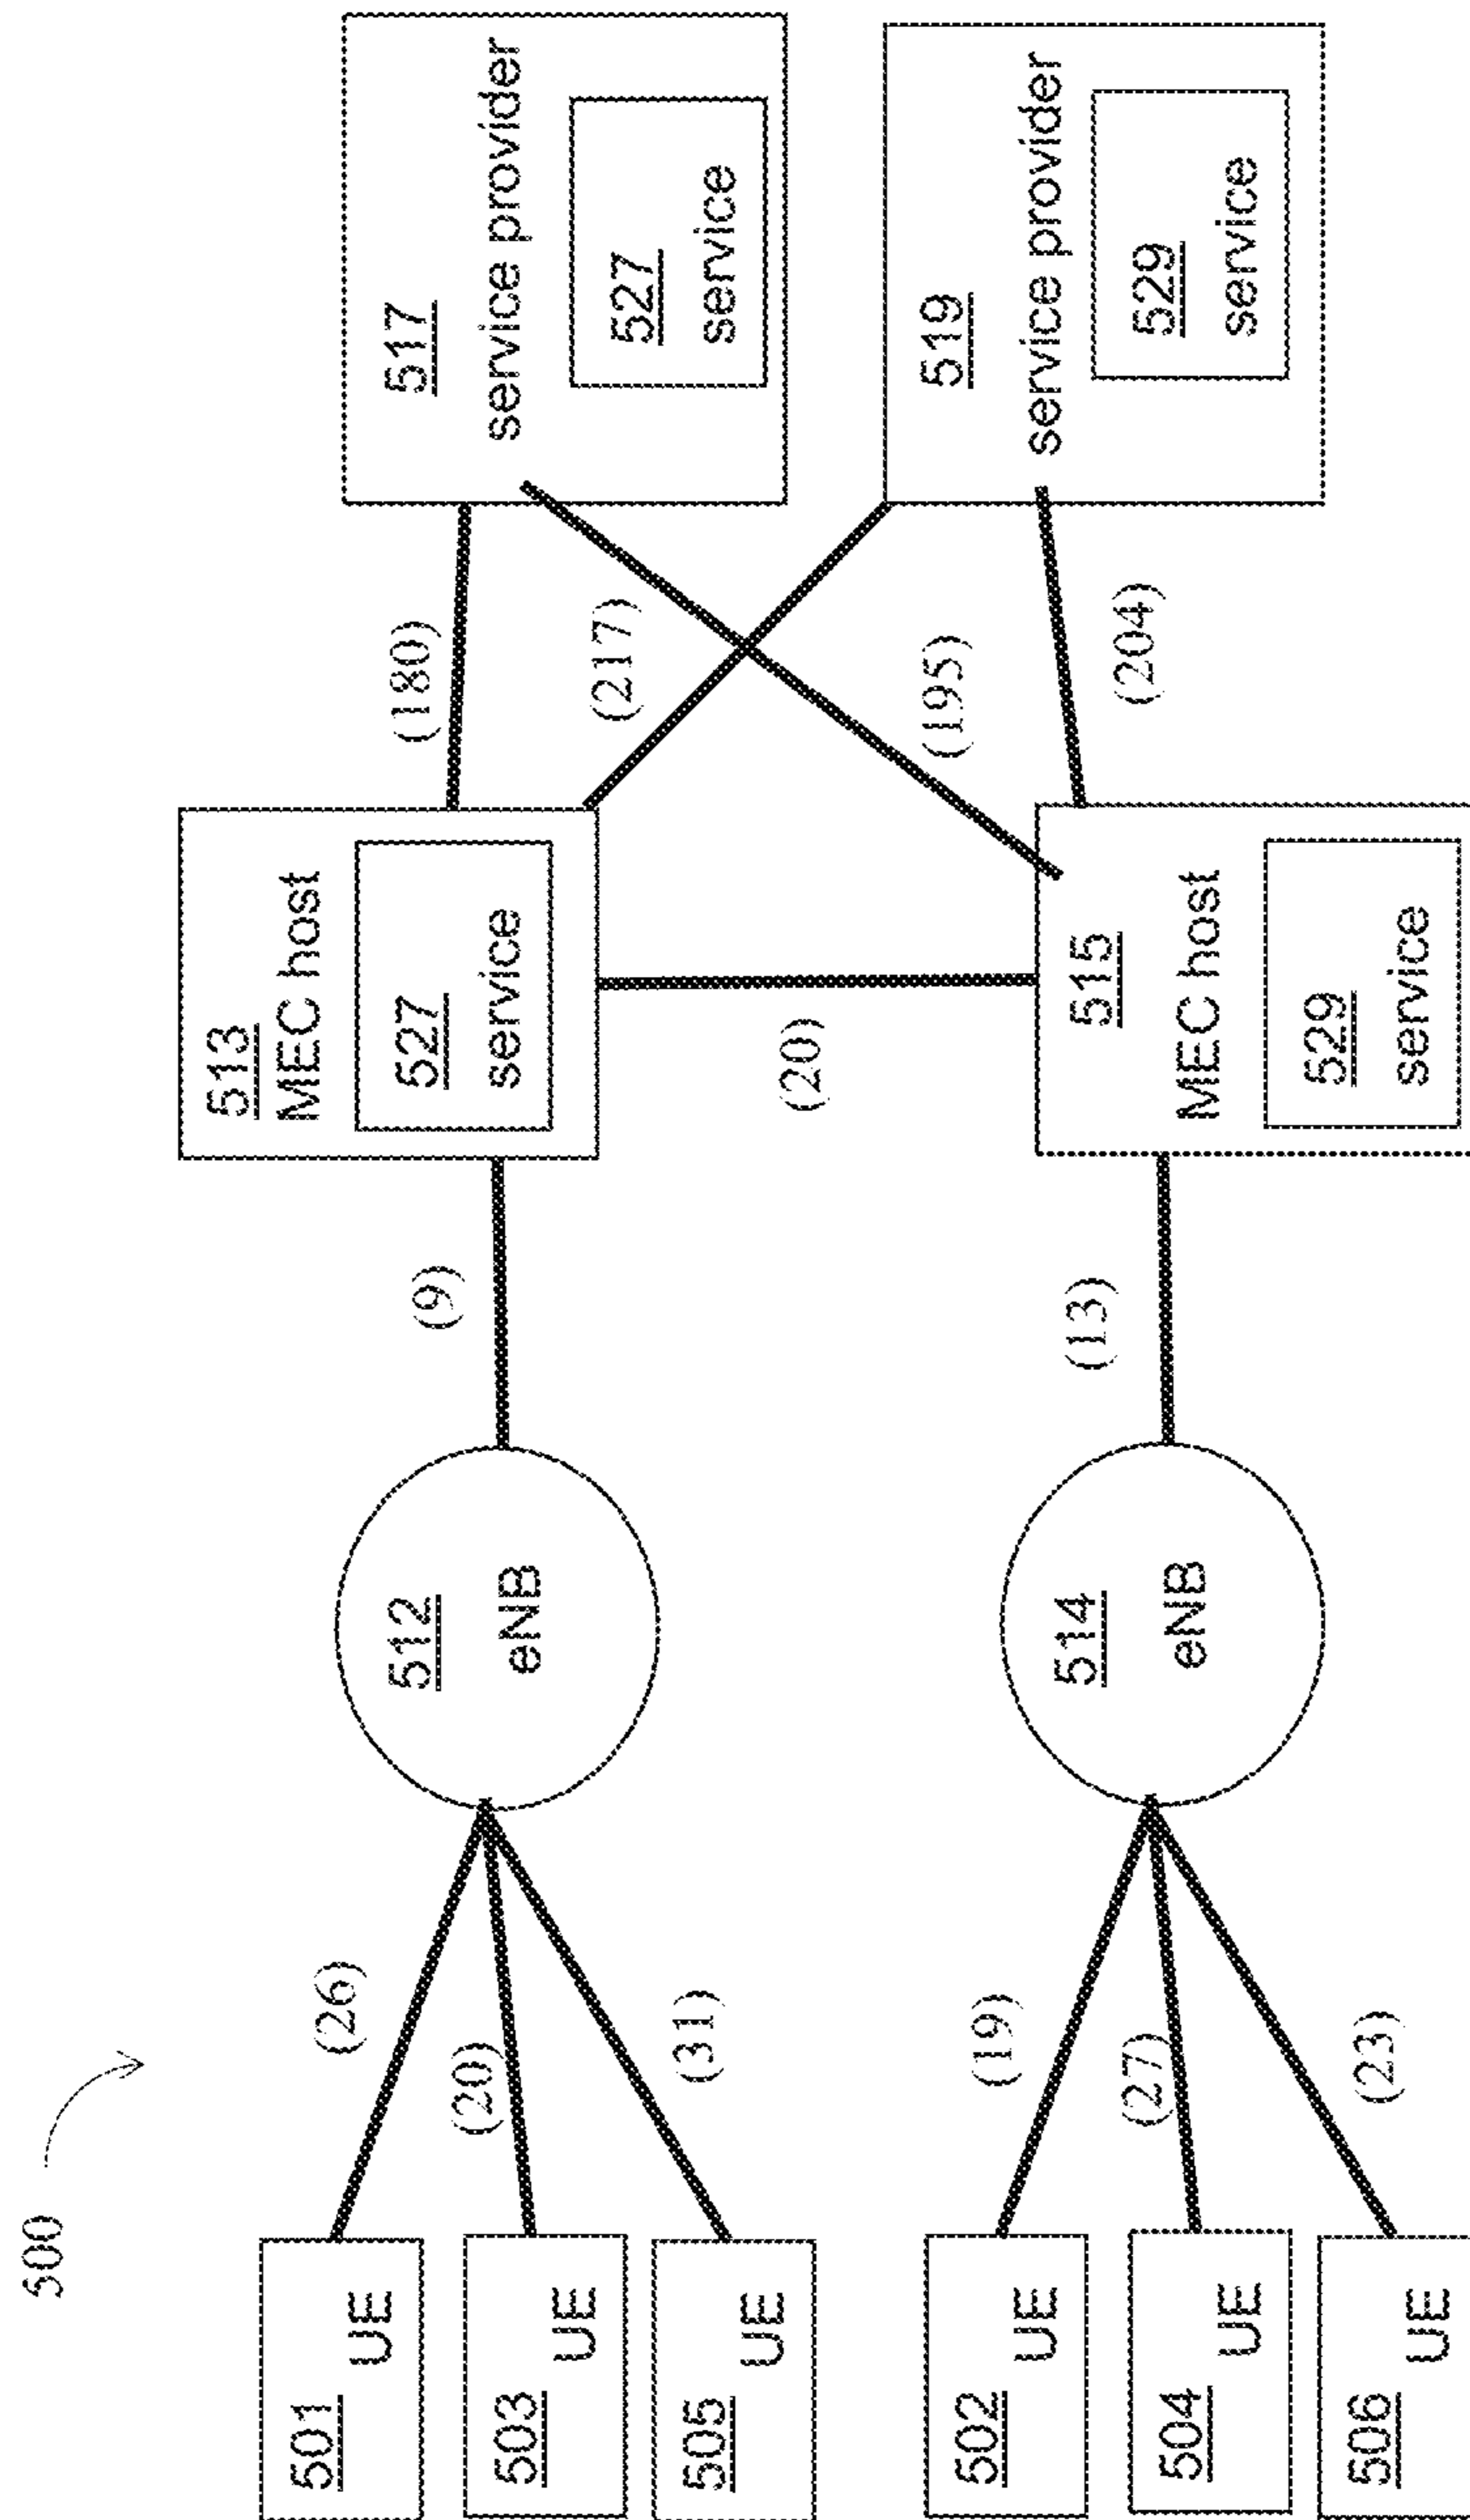 500
501
UE
503
UE
505
UE
502
UE
504
UE
506
UE
(26)
(20)
(31)
(19)
(27)
(23)
512
eNB
514
eNB
(9)
(13)
513
MEC host
527
service
(20)
515
MEC host
529
service
(180)
(217)
(195)
(204)
517
service provider
527
service
519
service provider
529
service